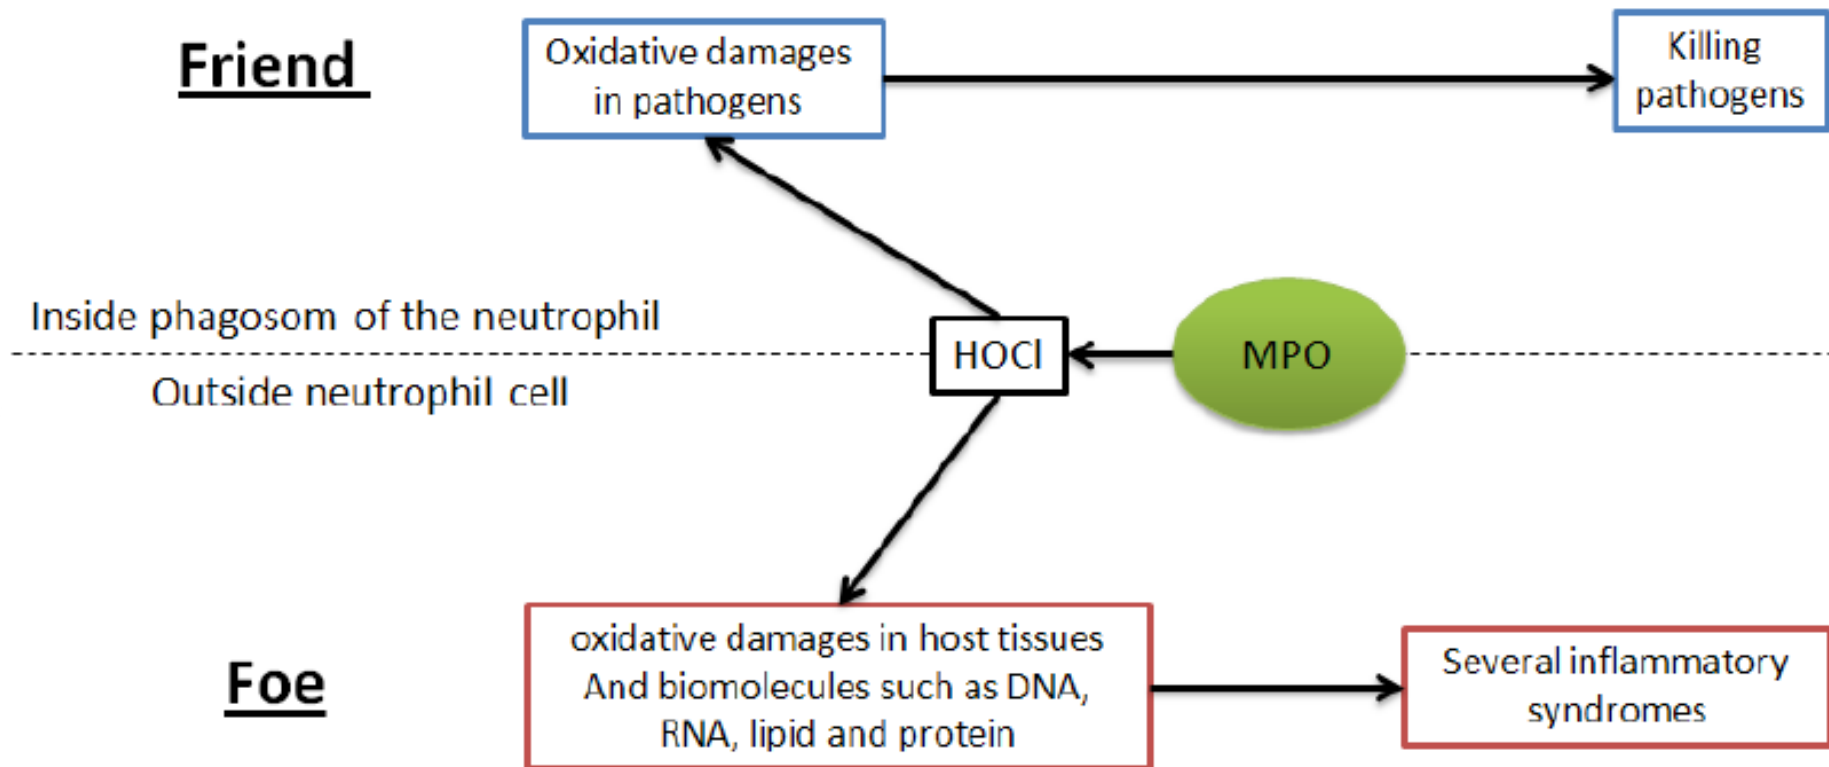 Friend
Oxidative damages
in pathogens
Killing
pathogens
Inside phagosom of the neutrophil
Outside neutrophil cell
HOCl
MPO
Foe
oxidative damages in host tissues
And biomolecules such as DNA,
RNA, lipid and protein
Several inflammatory
syndromes